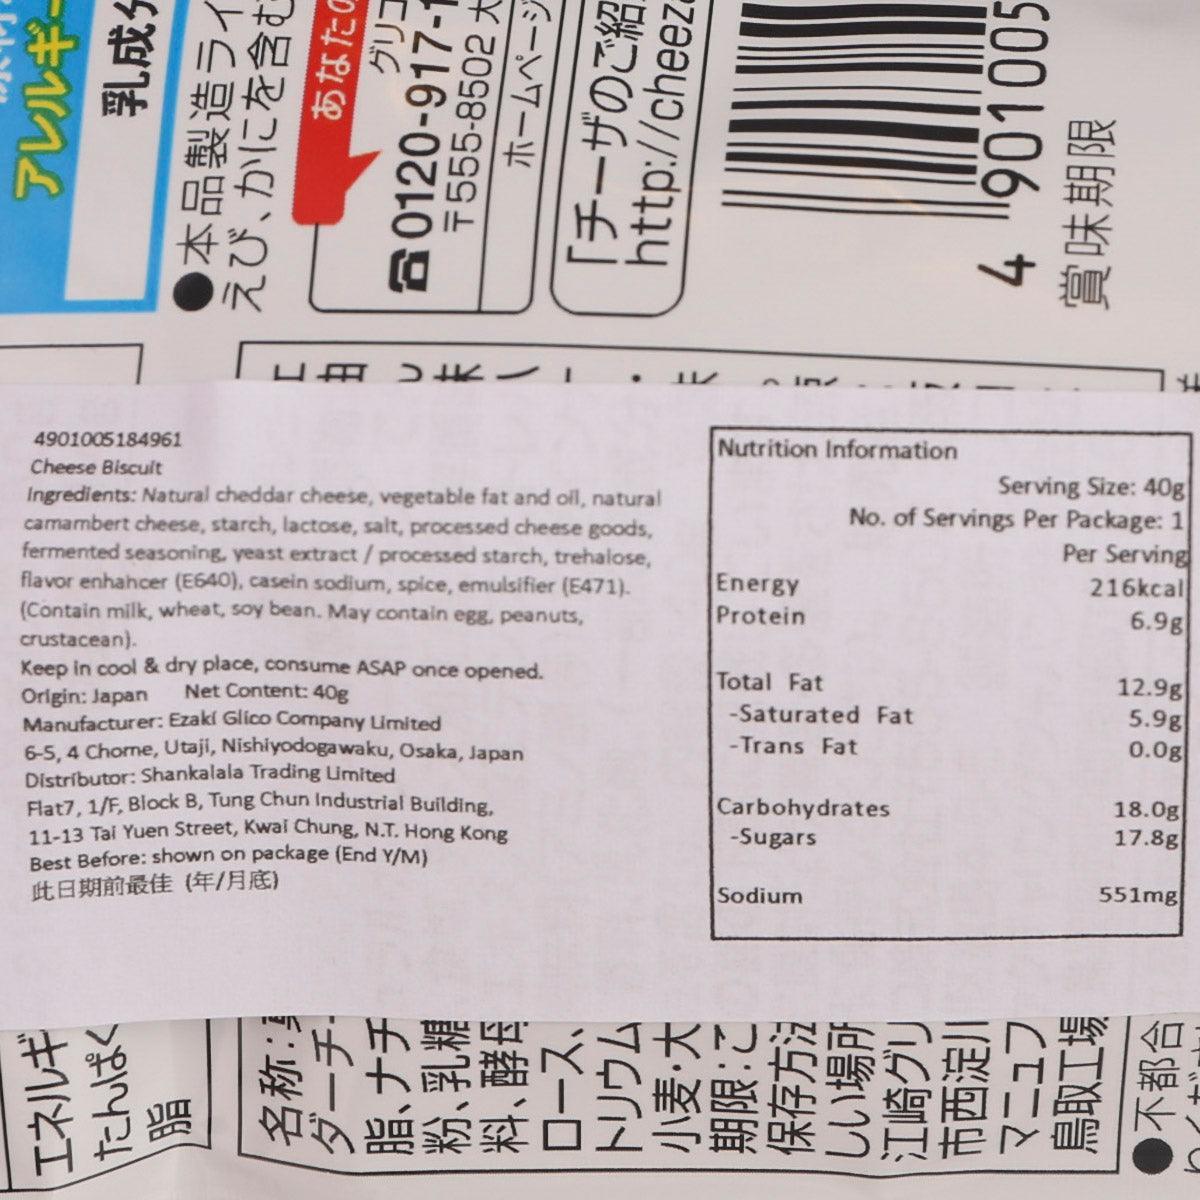 アレルギー
乳成分
●本品製造ライ
えび、かにを含む
あなたの
グリコ
☎0120-917-1
〒555-8502 大
ホームページ
「チーザのご紹
http://cheeza
4 901005
賞味期限
4901005184961
Cheese Biscuit
Ingredients: Natural cheddar cheese, vegetable fat and oil, natural
camambert cheese, starch, lactose, salt, processed cheese goods,
fermented seasoning, yeast extract / processed starch, trehalose,
flavor enhahcer (E640), casein sodium, spice, emulsifier (E471).
(Contain milk, wheat, soy bean. May contain egg, peanuts,
crustacean).
Keep in cool & dry place, consume ASAP once opened.
Origin: Japan Net Content: 40g
Manufacturer: Ezaki Glico Company Limited
6-5, 4 Chome, Utaji, Nishiyodogawaku, Osaka, Japan
Distributor: Shankalala Trading Limited
Flat7, 1/F, Block B, Tung Chun Industrial Building,
11-13 Tai Yuen Street, Kwai Chung, N.T. Hong Kong
Best Before: shown on package (End Y/M)
此日期前最佳 (年/月底)
Nutrition Information
Serving Size: 40g
No. of Servings Per Package: 1
Per Serving
Energy 216kcal
Protein 6.9g
Total Fat 12.9g
-Saturated Fat 5.9g
-Trans Fat 0.0g
Carbohydrates 18.0g
-Sugars 17.8g
Sodium 551mg
エネルギ
たんぱく
脂
名称:
ダーチー
脂、ナチ
粉、乳糖
料、酵母
ロース、
トリウム
小麦・大
期限:こ
保存方法
しい場所
江崎グリ
市西淀川
マニュフ
鳥取工場
●不都合